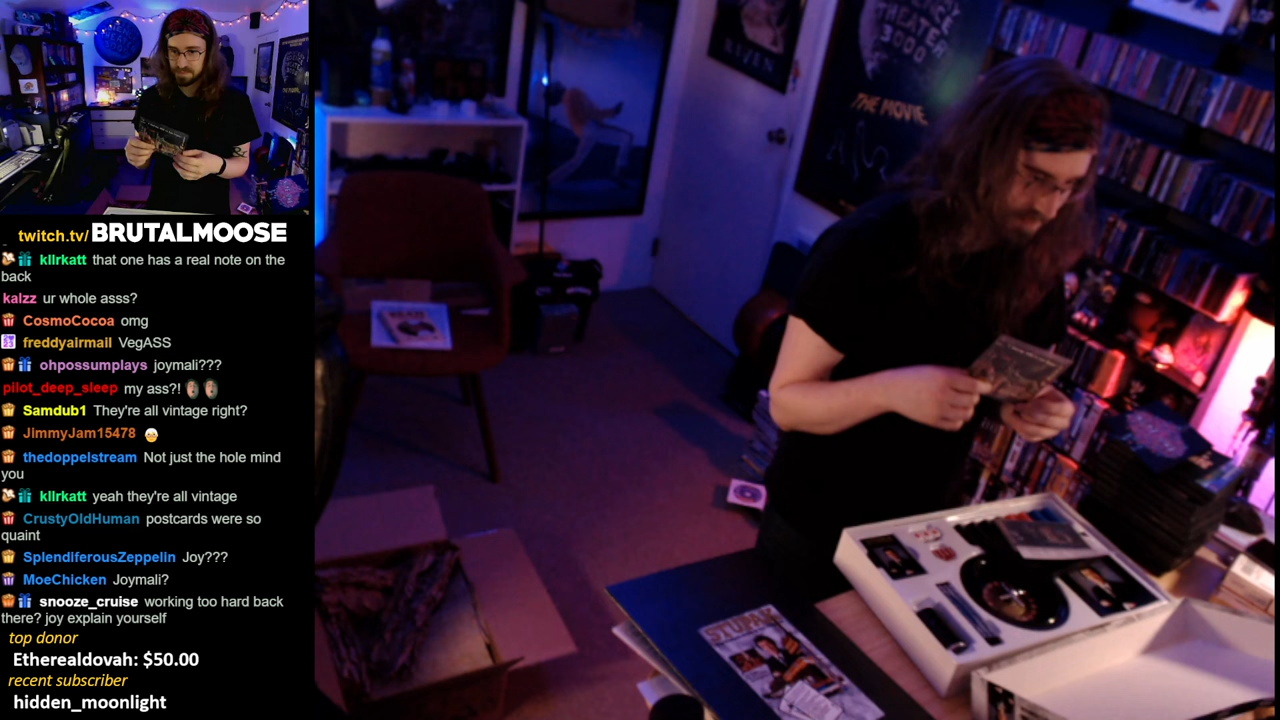 twitch.tv/BRUTALMOOSE
kllrkatt that one has a real note on the
back
kalzz ur whole asss?
CosmoCocoa omg
freddyairmail VegASS
ohpossumplays joymali???
pilot_deep_sleep my ass?!
Samdub1 They're all vintage right?
JimmyJam15478
thedoppelstream Not just the hole mind
you
kllrkatt yeah they're all vintage
CrustyOldHuman postcards were so
quaint
SplendiferousZeppelin Joy???
MoeChicken Joymali?
snooze_cruise working too hard back
there? joy explain yourself
top donor
Etherealdovah: $50.00
recent subscriber
hidden_moonlight
THEATER
3000
THE MOVIE